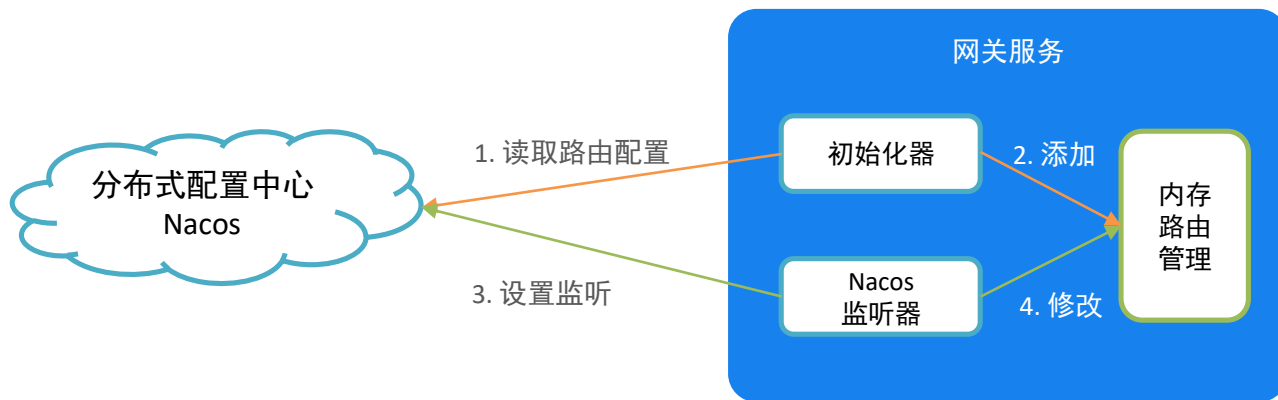 网关服务
分布式配置中心
Nacos
1. 读取路由配置
初始化器
2. 添加
内存
路由
管理
3. 设置监听
Nacos
监听器
4. 修改